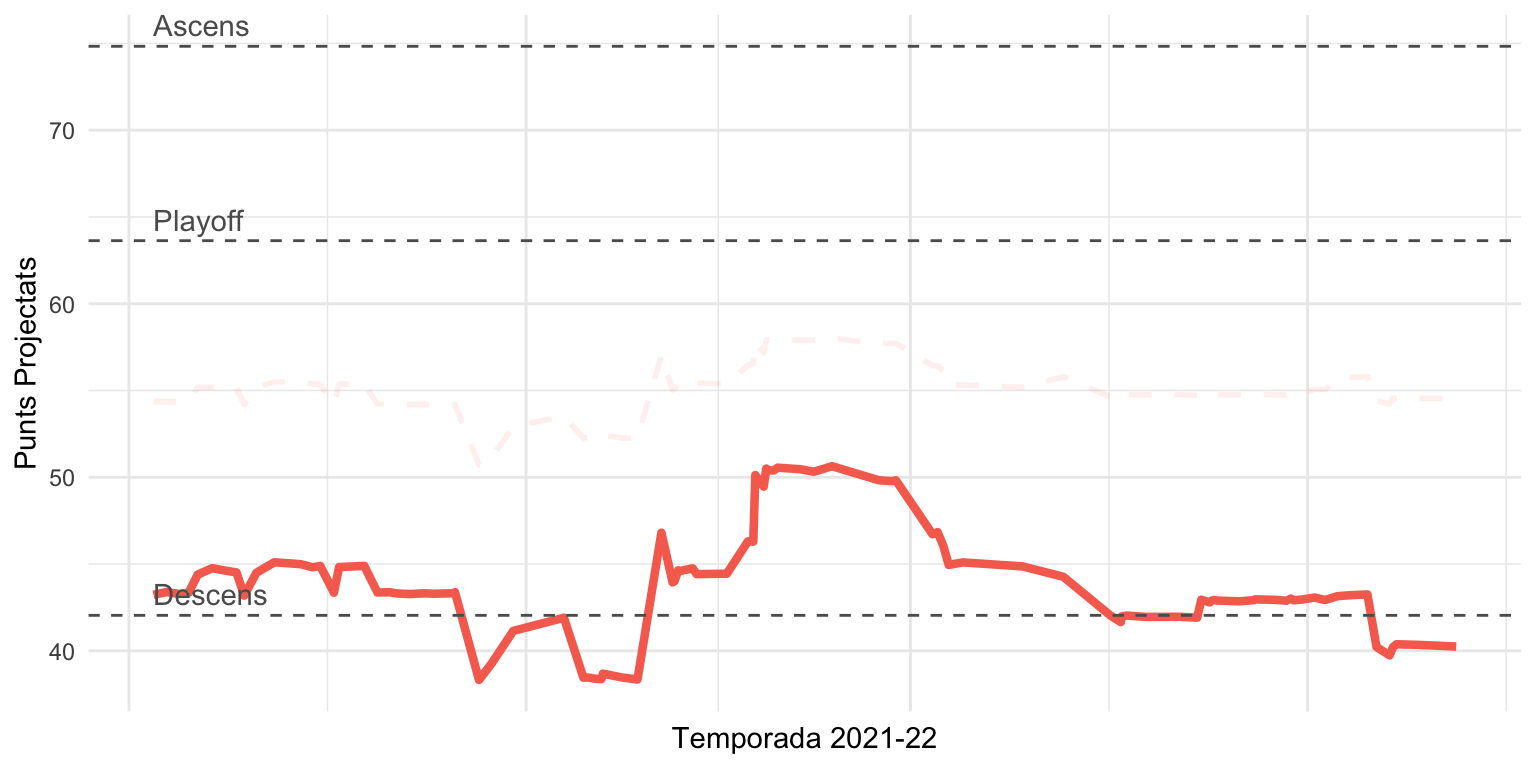 Ascens
70
Playoff
60
Punts Projectats
50
Descens
40
Temporada 2021-22